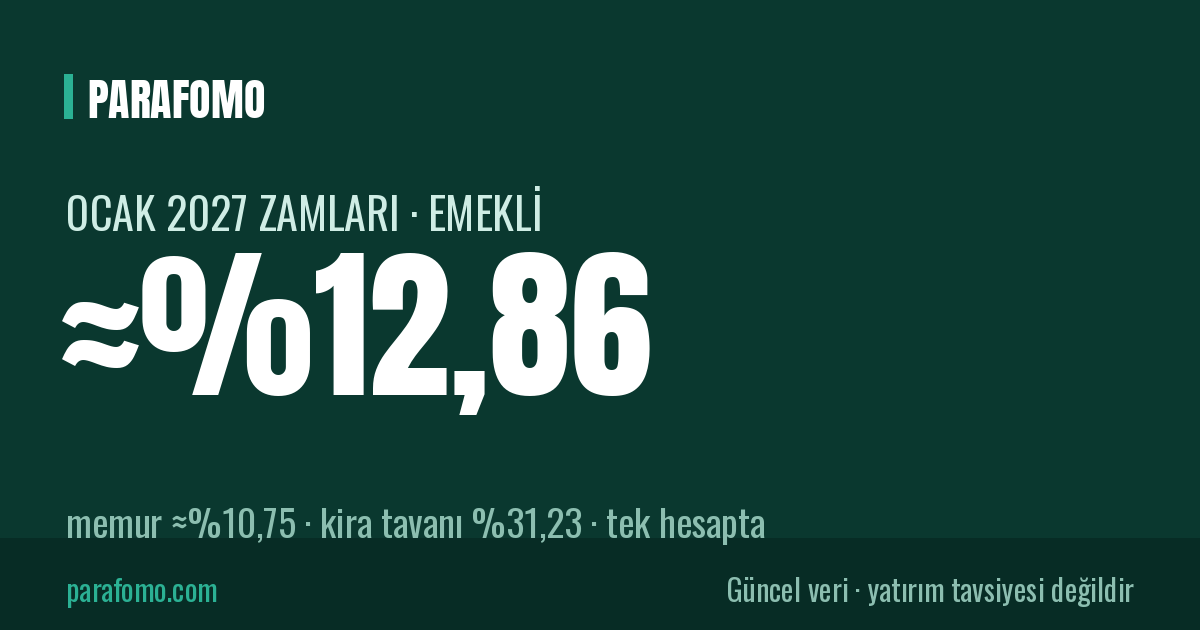 PARAFOMO
OCAK 2027 ZAMLARI · EMEKLİ
≈%12,86
memur ≈%10,75 · kira tavanı %31,23 · tek hesapta
parafomo.com
Güncel veri · yatırım tavsiyesi değildir